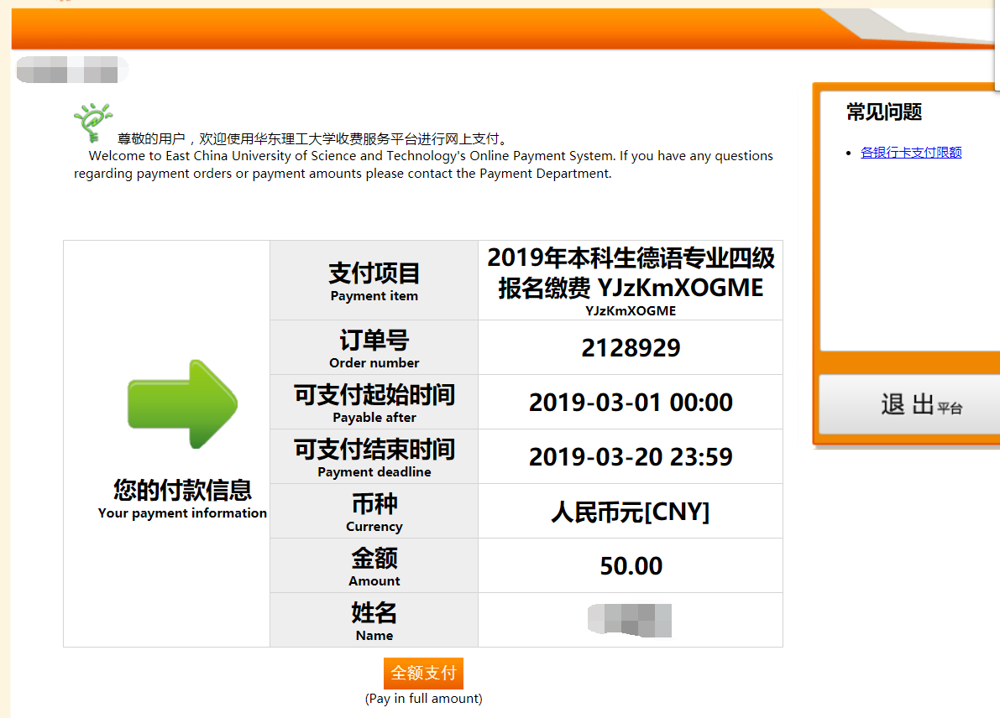 尊敬的用户，欢迎使用华东理工大学收费服务平台进行网上支付。
Welcome to East China University of Science and Technology's Online Payment System. If you have any questions
regarding payment orders or payment amounts please contact the Payment Department.
您的付款信息
Your payment information
支付项目
Payment item
2019年本科生德语专业四级
报名缴费 YJzKmXOGME
YJzKmXOGME
订单号
Order number
2128929
可支付起始时间
Payable after
2019-03-01 00:00
可支付结束时间
Payment deadline
2019-03-20 23:59
币种
Currency
人民币元[CNY]
金额
Amount
50.00
姓名
Name
全额支付
(Pay in full amount)
常见问题
各银行卡支付限额
退 出平台